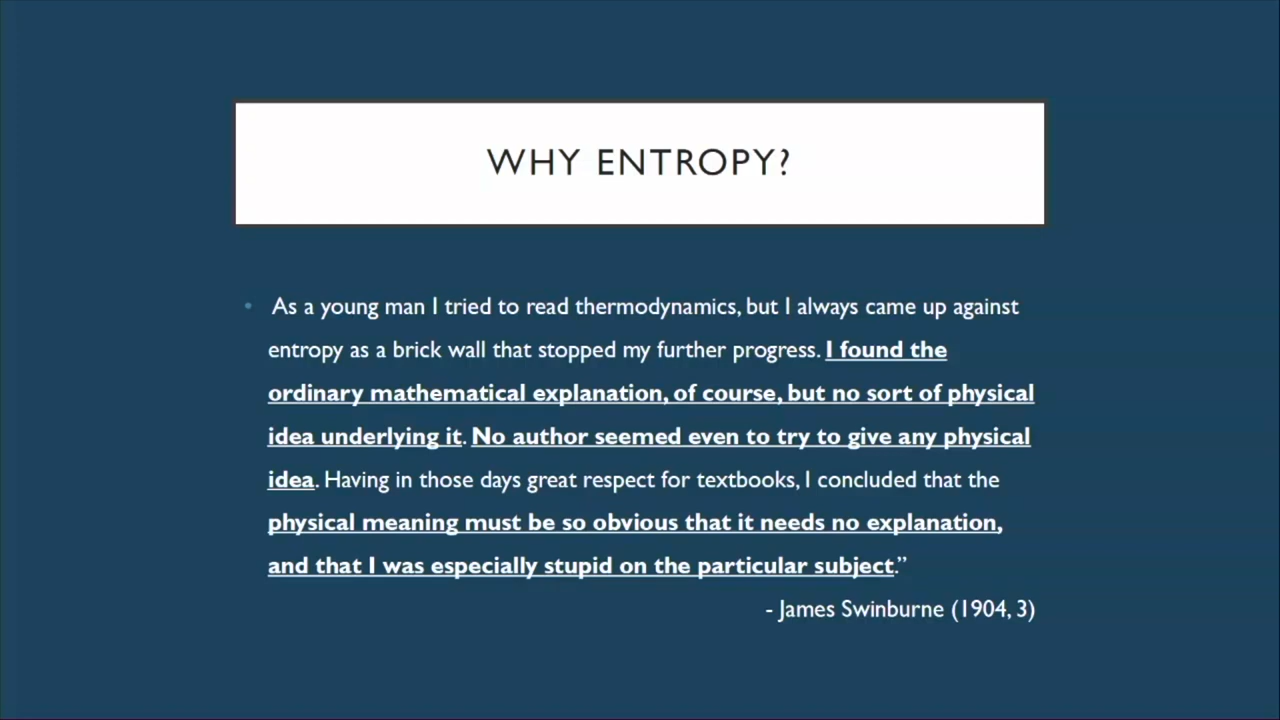 WHY ENTROPY?
• As a young man I tried to read thermodynamics, but I always came up against
entropy as a brick wall that stopped my further progress. I found the
ordinary mathematical explanation, of course, but no sort of physical
idea underlying it. No author seemed even to try to give any physical
idea. Having in those days great respect for textbooks, I concluded that the
physical meaning must be so obvious that it needs no explanation,
and that I was especially stupid on the particular subject.”
- James Swinburne (1904, 3)